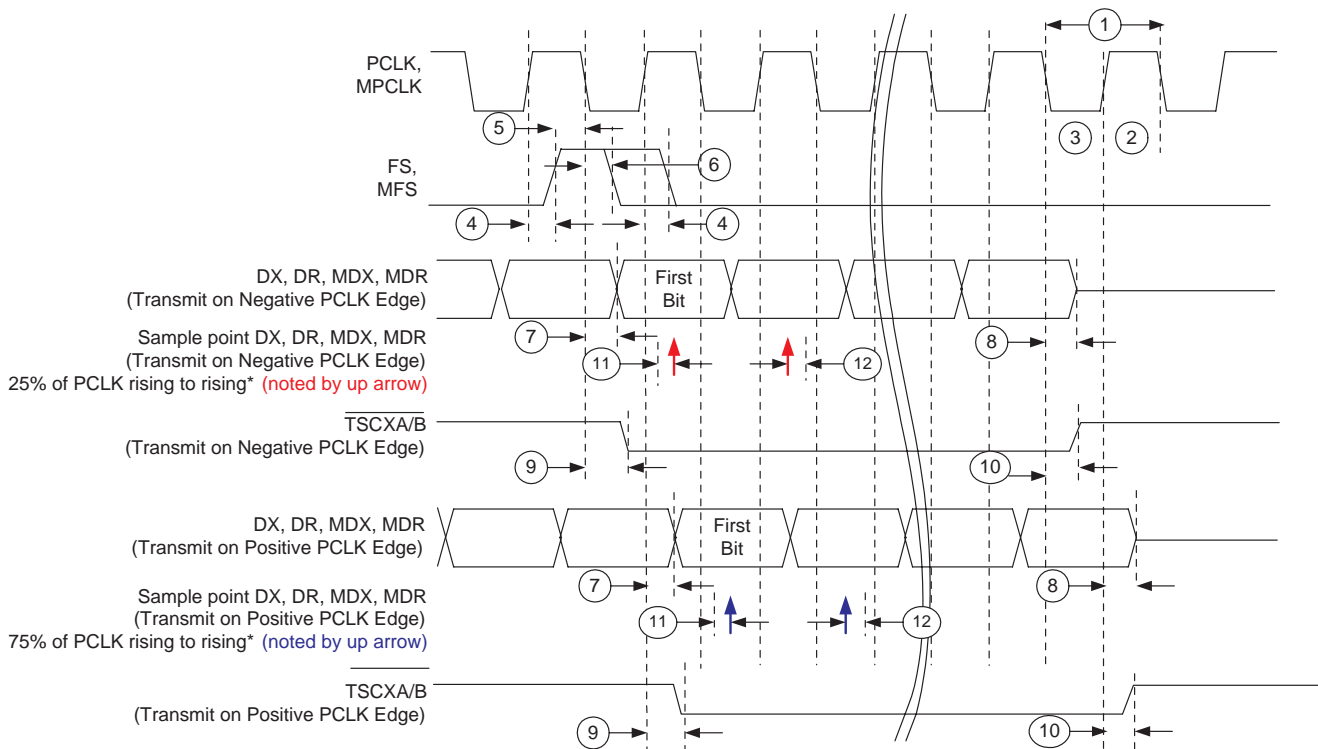 1
PCLK,
MPCLK
5
3
2
FS,
MFS
6
4
4
DX, DR, MDX, MDR
(Transmit on Negative PCLK Edge)
First
Bit
7
8
Sample point DX, DR, MDX, MDR
(Transmit on Negative PCLK Edge)
25% of PCLK rising to rising* (noted by up arrow)
11
12
TSCXA/B
(Transmit on Negative PCLK Edge)
9
10
DX, DR, MDX, MDR
(Transmit on Positive PCLK Edge)
First
Bit
7
8
Sample point DX, DR, MDX, MDR
(Transmit on Positive PCLK Edge)
75% of PCLK rising to rising* (noted by up arrow)
11
12
TSCXA/B
(Transmit on Positive PCLK Edge)
9
10